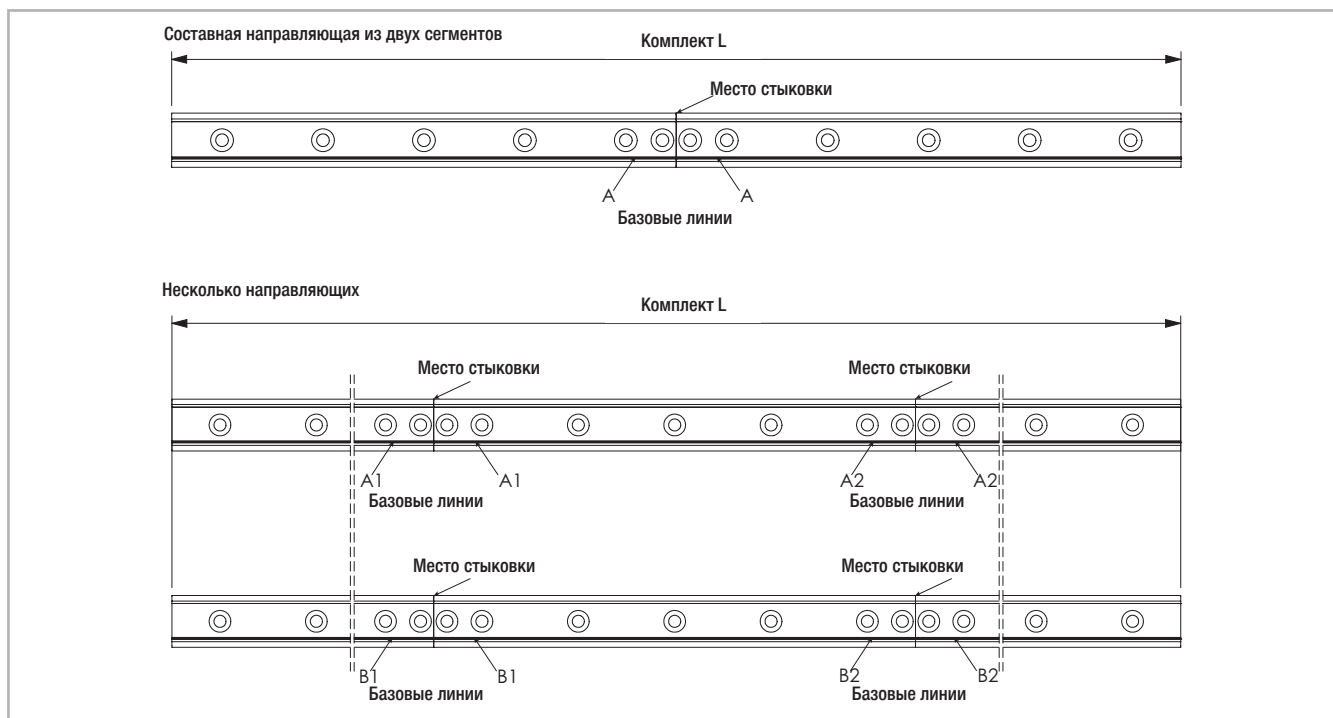 Составная направляющая из двух сегментов
Комплект L
Место стыковки
A A
Базовые линии
Несколько направляющих
Комплект L
Место стыковки Место стыковки
A1 A1 A2 A2
Базовые линии Базовые линии
Место стыковки Место стыковки
B1 B1 B2 B2
Базовые линии Базовые линии